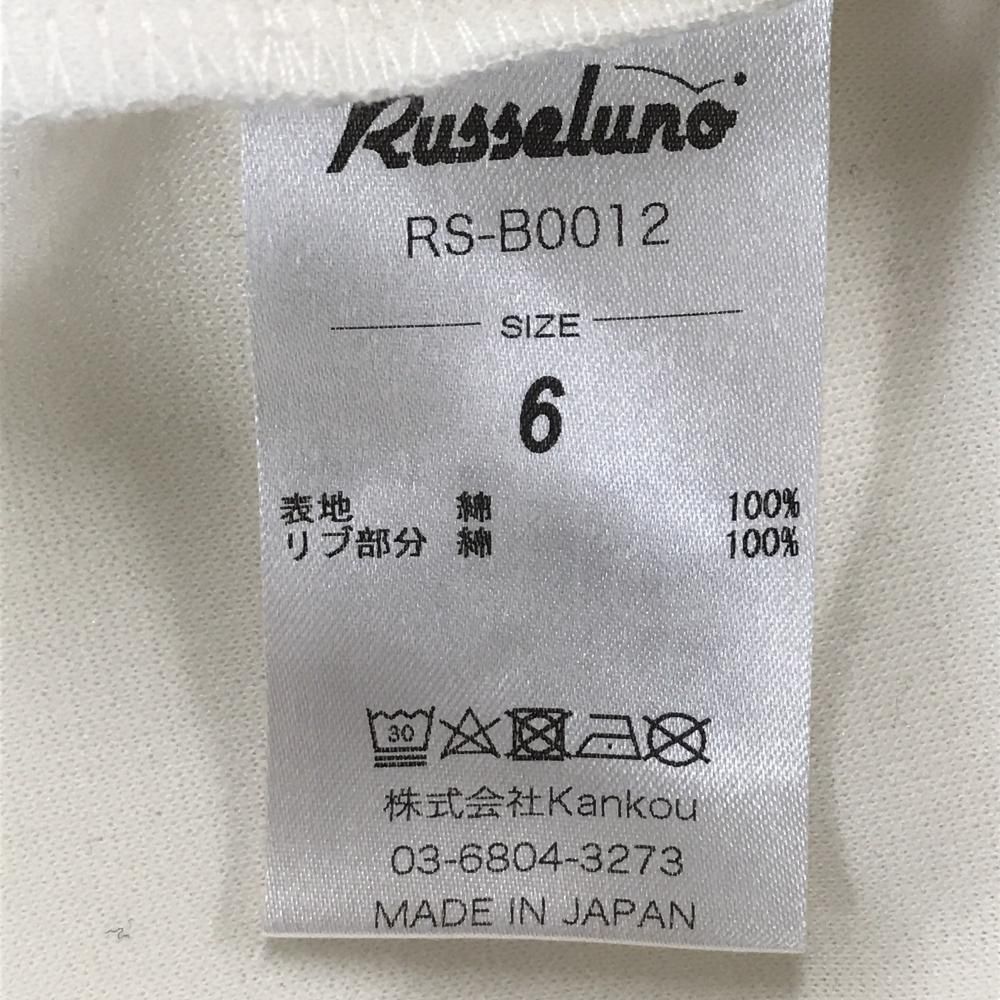 Russeluno
RS-B0012
SIZE
6
表地 綿 100%
リブ部分 綿 100%
30
株式会社Kankou
03-6804-3273
MADE IN JAPAN